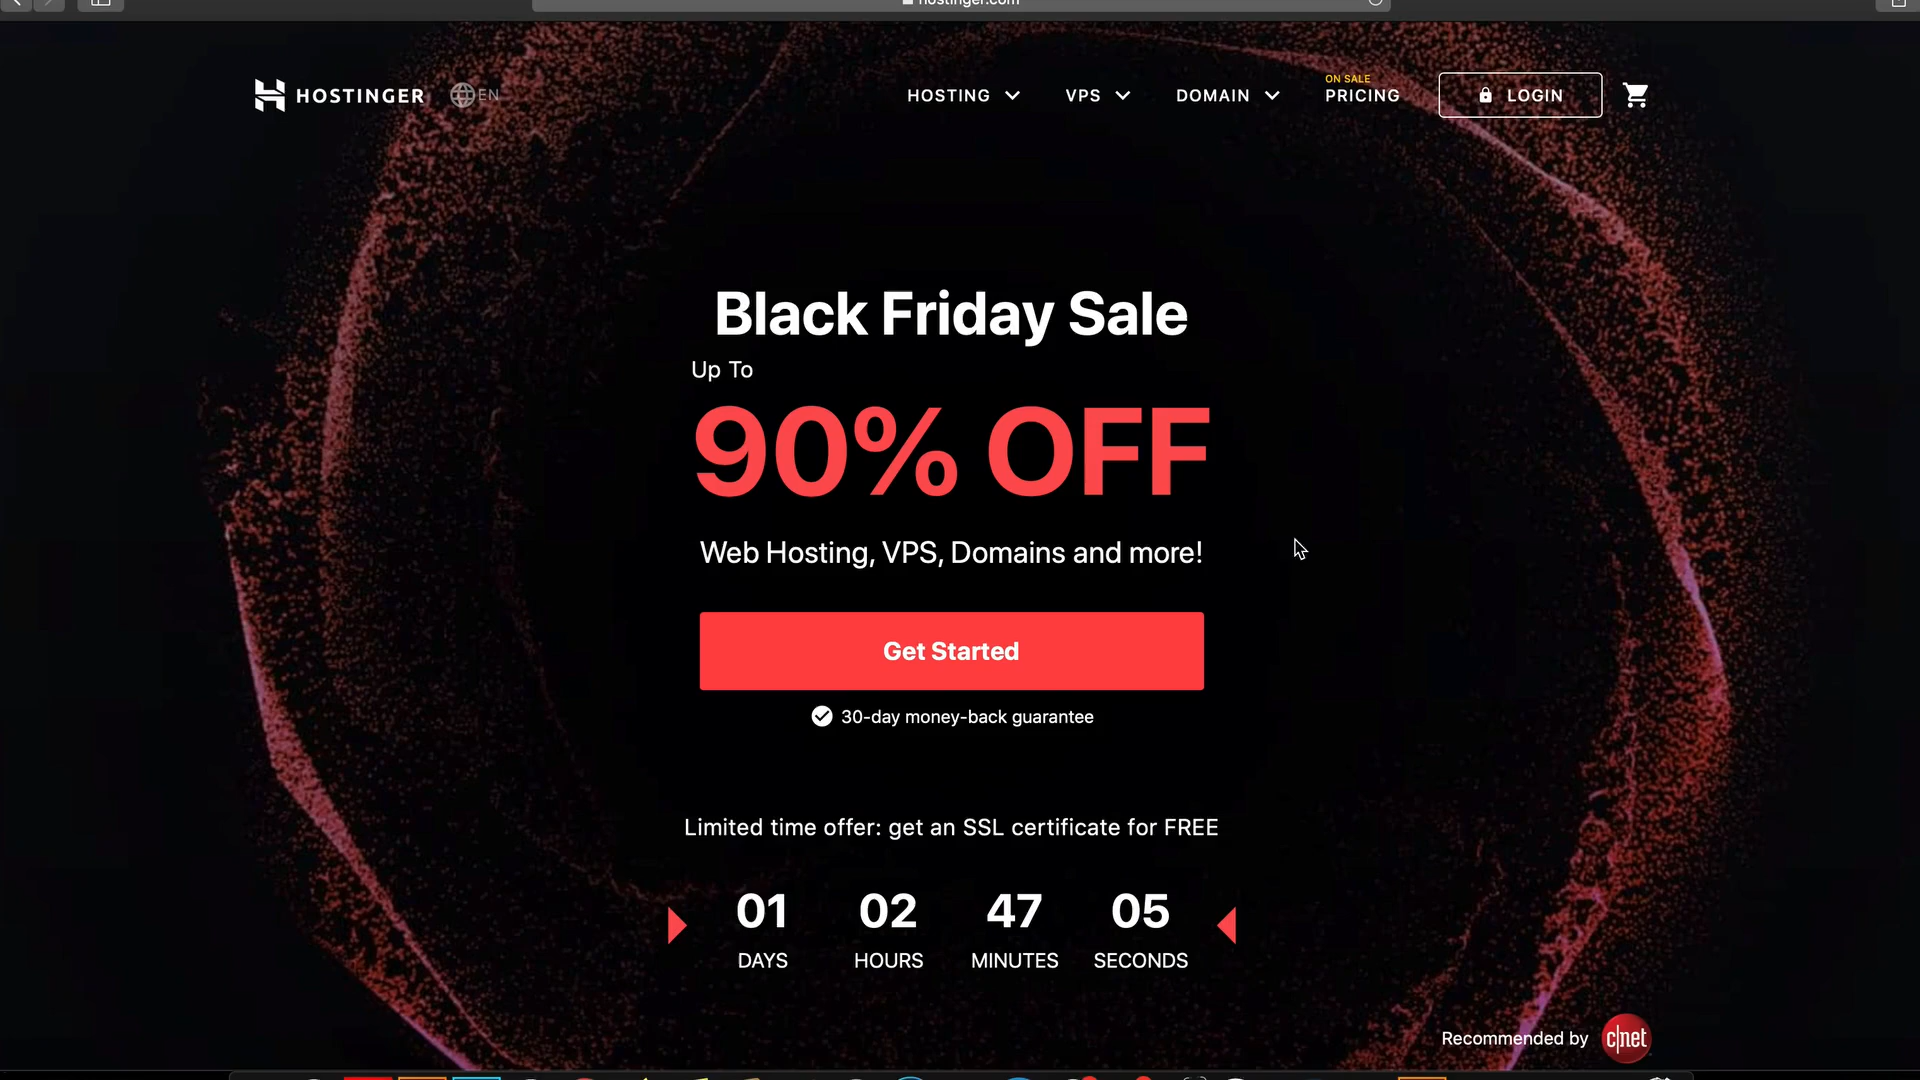 hostinger.com
HOSTINGER
EN
HOSTING
VPS
DOMAIN
ON SALE
PRICING
LOGIN
Black Friday Sale
Up To
90% OFF
Web Hosting, VPS, Domains and more!
Get Started
30-day money-back guarantee
Limited time offer: get an SSL certificate for FREE
01 02 47 05
DAYS HOURS MINUTES SECONDS
Recommended by c|net